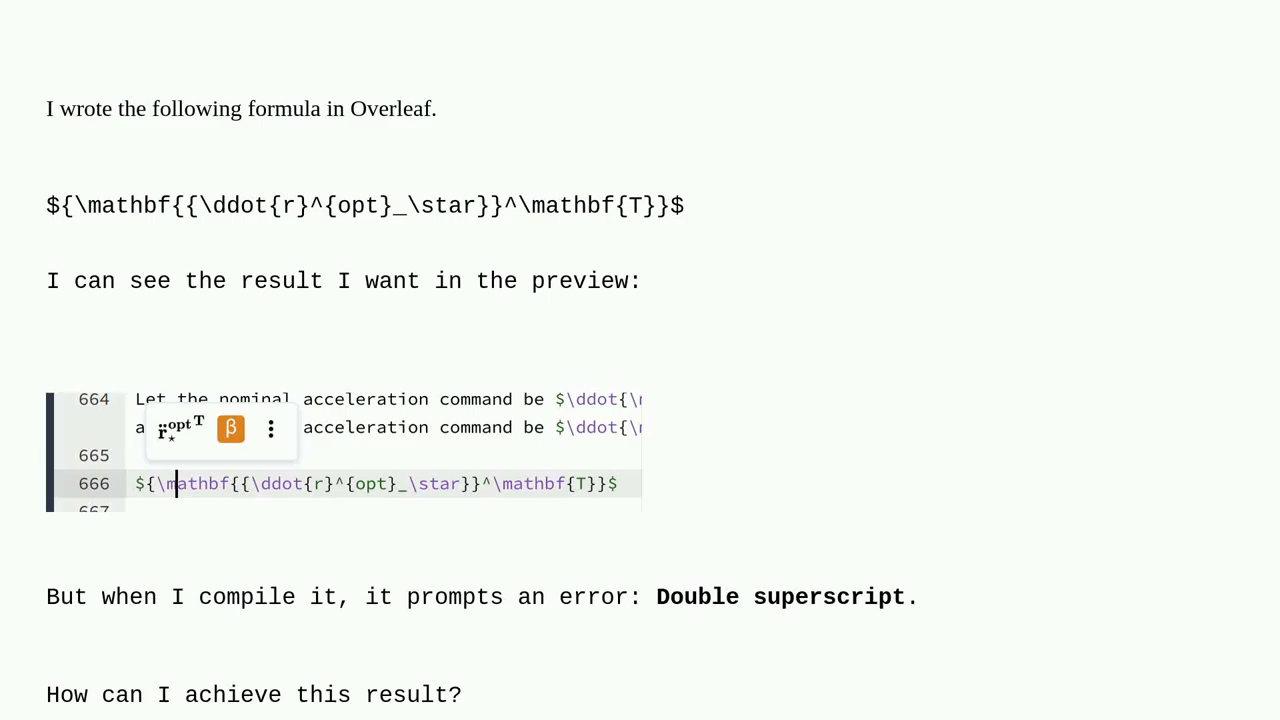 I wrote the following formula in Overleaf.
${\mathbf{{\ddot{r}^{opt}_\star}}^\mathbf{T}}$
I can see the result I want in the preview:
664 Let the nominal acceleration command be $\ddot{\
acceleration command be $\ddot{\
r̈⋆opt T β ⋮
665
666 ${\mathbf{{\ddot{r}^{opt}_\star}}^\mathbf{T}}$
667
But when I compile it, it prompts an error: Double superscript.
How can I achieve this result?